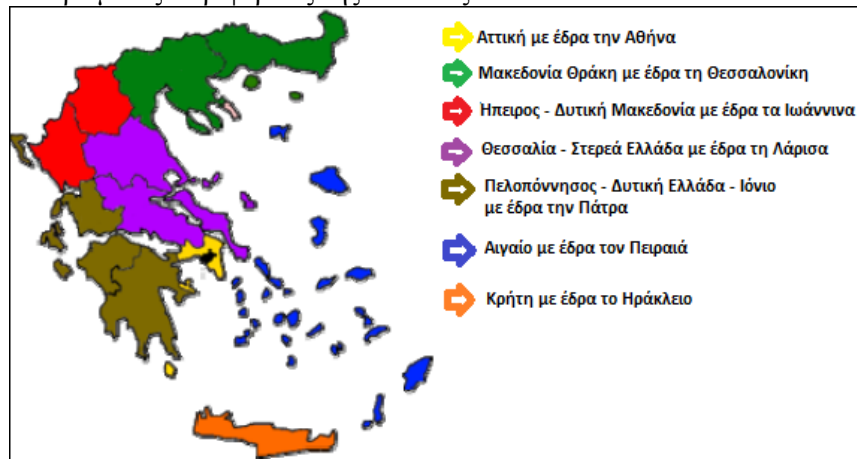 Αττική με έδρα την Αθήνα
Μακεδονία Θράκη με έδρα τη Θεσσαλονίκη
Ήπειρος - Δυτική Μακεδονία με έδρα τα Ιωάννινα
Θεσσαλία - Στερεά Ελλάδα με έδρα τη Λάρισα
Πελοπόννησος - Δυτική Ελλάδα - Ιόνιο
με έδρα την Πάτρα
Αιγαίο με έδρα τον Πειραιά
Κρήτη με έδρα το Ηράκλειο